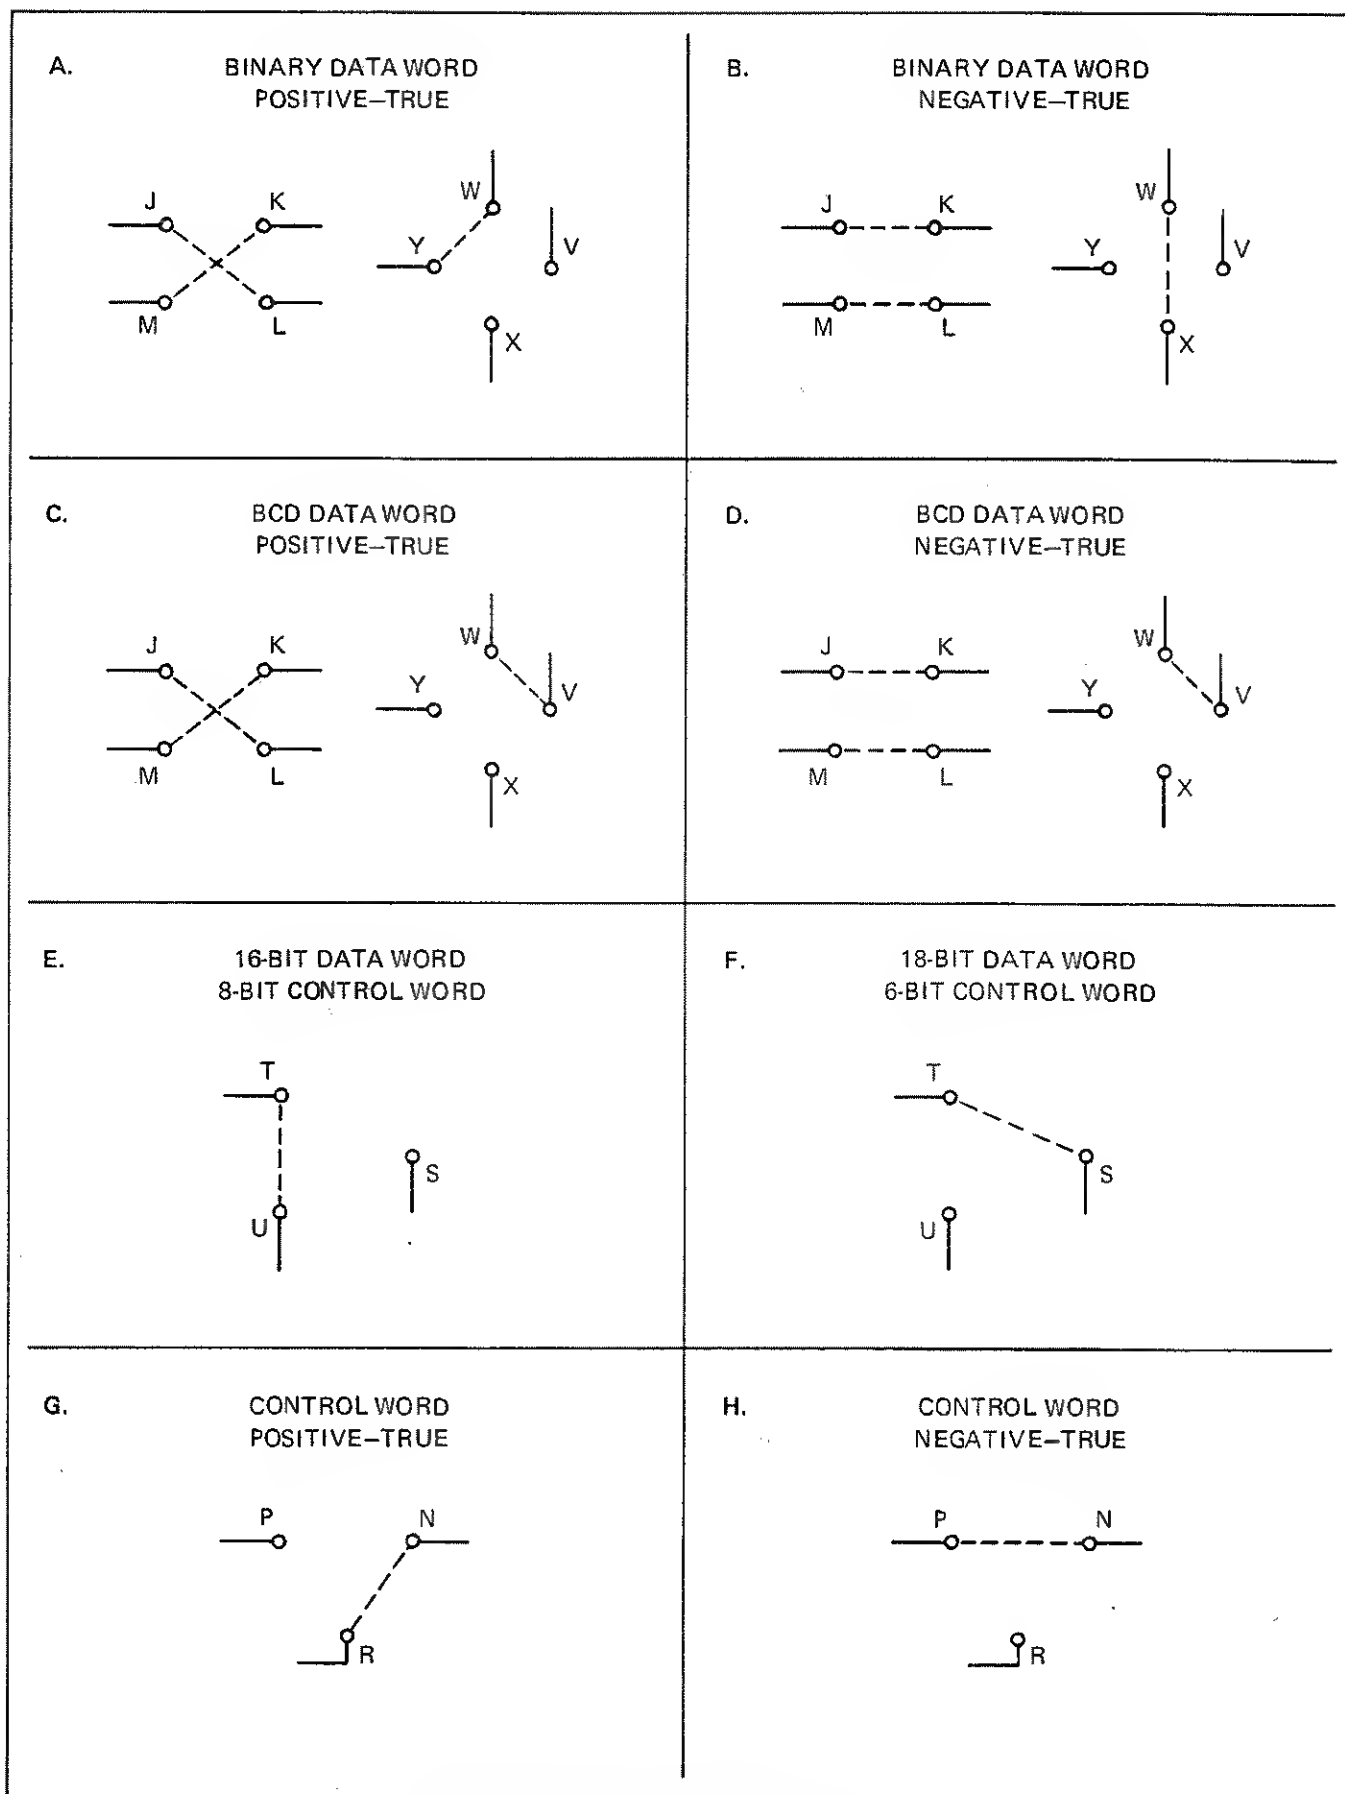 A.
BINARY DATA WORD
POSITIVE–TRUE
J
K
W
Y
V
M
L
X
B.
BINARY DATA WORD
NEGATIVE–TRUE
J
K
W
Y
V
M
L
X
C.
BCD DATA WORD
POSITIVE–TRUE
J
K
W
Y
V
M
L
X
D.
BCD DATA WORD
NEGATIVE–TRUE
J
K
W
Y
V
M
L
X
E.
16-BIT DATA WORD
8-BIT CONTROL WORD
T
S
U
F.
18-BIT DATA WORD
6-BIT CONTROL WORD
T
S
U
G.
CONTROL WORD
POSITIVE–TRUE
P
N
R
H.
CONTROL WORD
NEGATIVE–TRUE
P
N
R